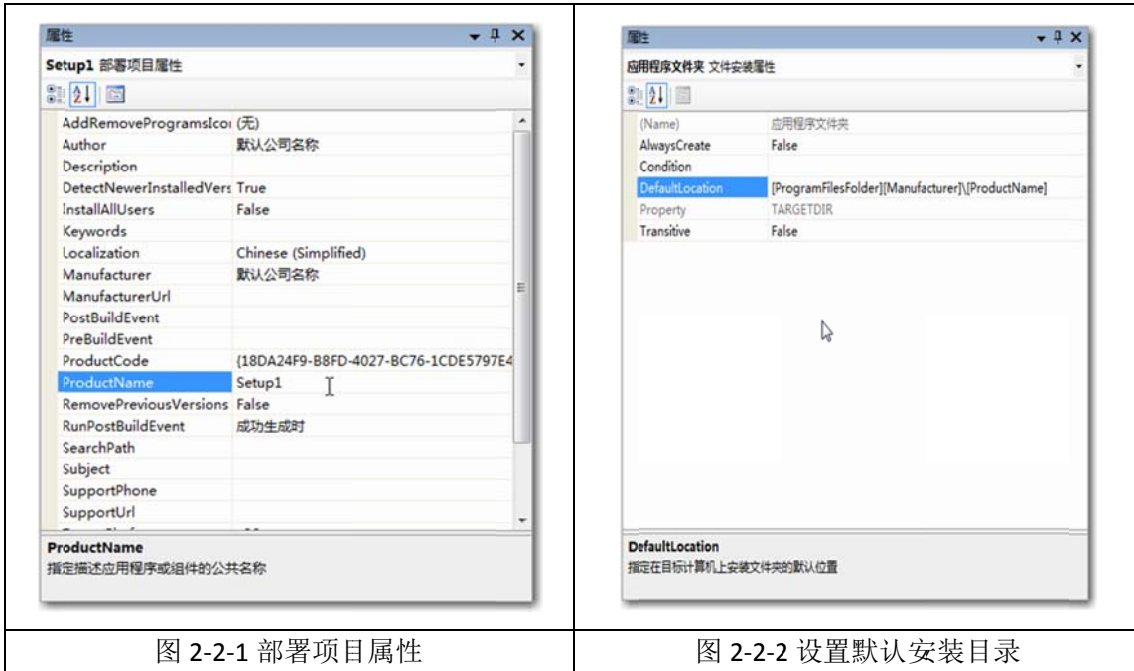 属性
Setup1 部署项目属性
AddRemoveProgramsIcon (无)
Author 默认公司名称
Description
DetectNewerInstalledVers True
InstallAllUsers False
Keywords
Localization Chinese (Simplified)
Manufacturer 默认公司名称
ManufacturerUrl
PostBuildEvent
PreBuildEvent
ProductCode {18DA24F9-B8FD-4027-BC76-1CDE5797E4
ProductName Setup1
RemovePreviousVersions False
RunPostBuildEvent 成功生成时
SearchPath
Subject
SupportPhone
SupportUrl
ProductName
指定描述应用程序或组件的公共名称
图 2-2-1 部署项目属性
属性
应用程序文件夹 文件安装属性
(Name) 应用程序文件夹
AlwaysCreate False
Condition
DefaultLocation [ProgramFilesFolder][Manufacturer]\[ProductName]
Property TARGETDIR
Transitive False
DefaultLocation
指定在目标计算机上安装文件夹的默认位置
图 2-2-2 设置默认安装目录